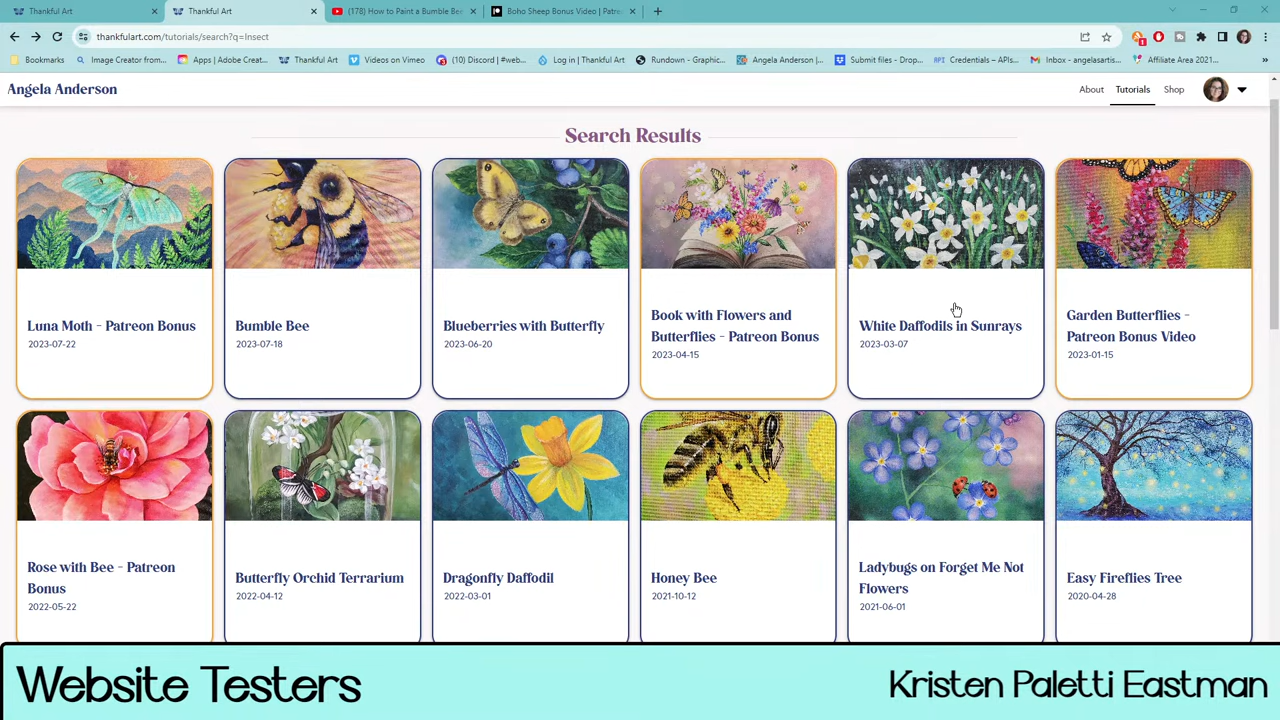 Thankful Art
Thankful Art
(178) How to Paint a Bumble Bee
Boho Sheep Bonus Video | Patre
thankfulart.com/tutorials/search?q=Insect
Bookmarks
Image Creator from...
Apps | Adobe Creat...
Thankful Art
Videos on Vimeo
(10) Discord | #web...
Log in | Thankful Art
Rundown - Graphic...
Angela Anderson |...
Submit files - Drop...
Credentials – APIs...
Inbox - angelasartis...
Affiliate Area 2021...
Angela Anderson
About
Tutorials
Shop
Search Results
Luna Moth - Patreon Bonus
2023-07-22
Bumble Bee
2023-07-18
Blueberries with Butterfly
2023-06-20
Book with Flowers and
Butterflies - Patreon Bonus
2023-04-15
White Daffodils in Sunrays
2023-03-07
Garden Butterflies -
Patreon Bonus Video
2023-01-15
Rose with Bee - Patreon
Bonus
2022-05-22
Butterfly Orchid Terrarium
2022-04-12
Dragonfly Daffodil
2022-03-01
Honey Bee
2021-10-12
Ladybugs on Forget Me Not
Flowers
2021-06-01
Easy Fireflies Tree
2020-04-28
Website Testers
Kristen Paletti Eastman